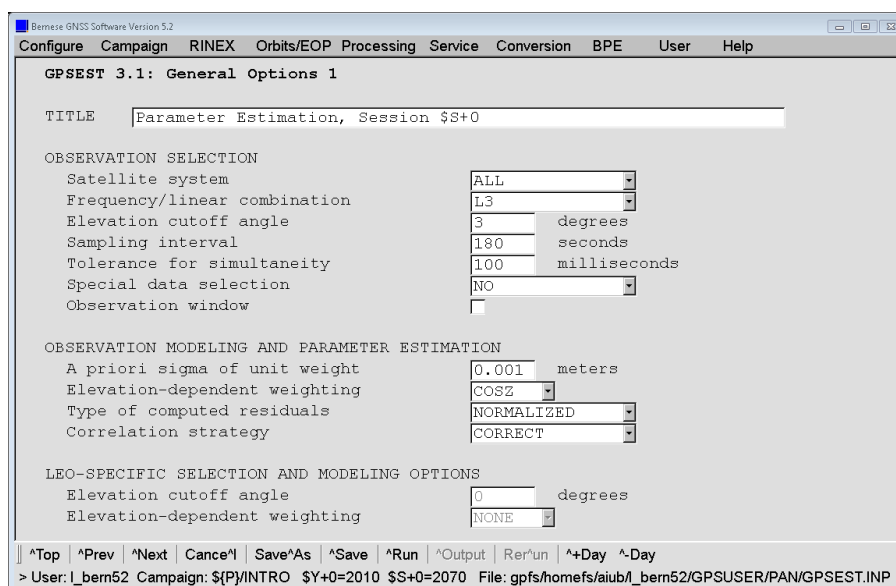 Bernese GNSS Software Version 5.2
Configure Campaign RINEX Orbits/EOP Processing Service Conversion BPE User Help
GPSEST 3.1: General Options 1
TITLE Parameter Estimation, Session $S+0
OBSERVATION SELECTION
Satellite system ALL
Frequency/linear combination L3
Elevation cutoff angle 3 degrees
Sampling interval 180 seconds
Tolerance for simultaneity 100 milliseconds
Special data selection NO
Observation window
OBSERVATION MODELING AND PARAMETER ESTIMATION
A priori sigma of unit weight 0.001 meters
Elevation-dependent weighting COSZ
Type of computed residuals NORMALIZED
Correlation strategy CORRECT
LEO-SPECIFIC SELECTION AND MODELING OPTIONS
Elevation cutoff angle 0 degrees
Elevation-dependent weighting NONE
^Top ^Prev ^Next Cance^l Save^As ^Save ^Run ^Output Rer^un ^+Day ^-Day
> User: l_bern52 Campaign: ${P}/INTRO $Y+0=2010 $S+0=2070 File: gpfs/homefs/aiub/l_bern52/GPSUSER/PAN/GPSEST.INP